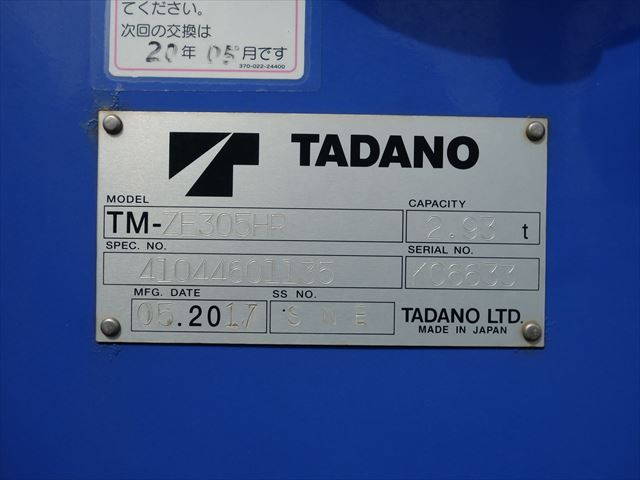 てください。
次回の交換は
20年 05月です
370-022-24400
TADANO
MODEL
TM-ZE305HR
CAPACITY
2.93 t
SPEC. NO.
41044601135
SERIAL NO.
MFG. DATE
05.2017
SS NO.
SNE
TADANO LTD.
MADE IN JAPAN